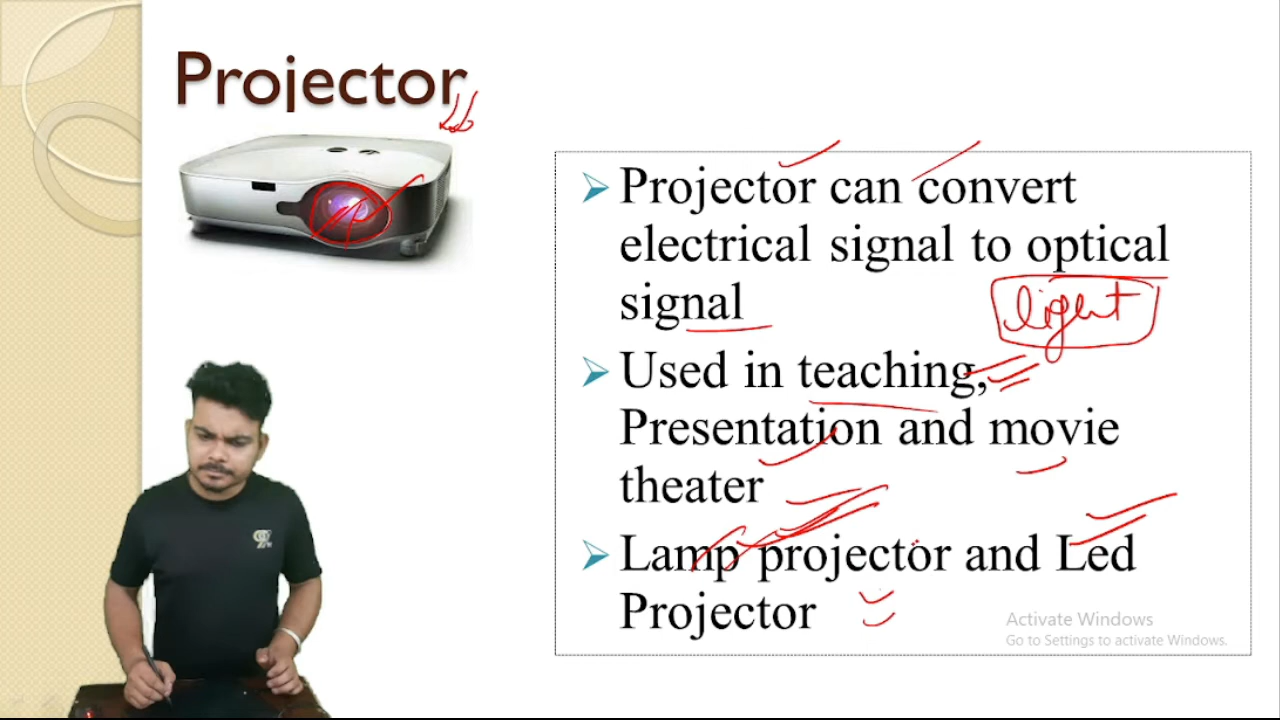 Projector
Projector can convert
electrical signal to optical
signal
light
Used in teaching,
Presentation and movie
theater
Lamp projector and Led
Projector
Activate Windows
Go to Settings to activate Windows.